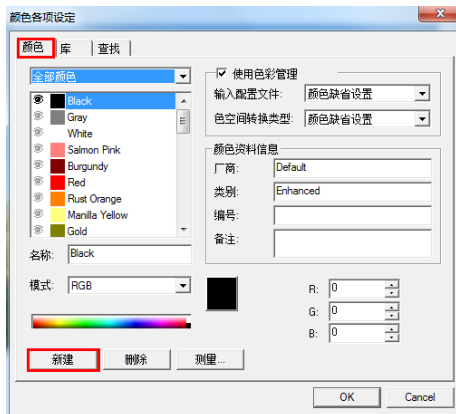 颜色各项设定
颜色 库 查找
全部颜色
Black
Gray
White
Salmon Pink
Burgundy
Red
Rust Orange
Manilla Yellow
Gold
名称: Black
模式: RGB
新建 删除 测量...
使用色彩管理
输入配置文件: 颜色缺省设置
色空间转换类型: 颜色缺省设置
颜色资料信息
厂商: Default
类别: Enhanced
编号:
备注:
R: 0
G: 0
B: 0
OK Cancel